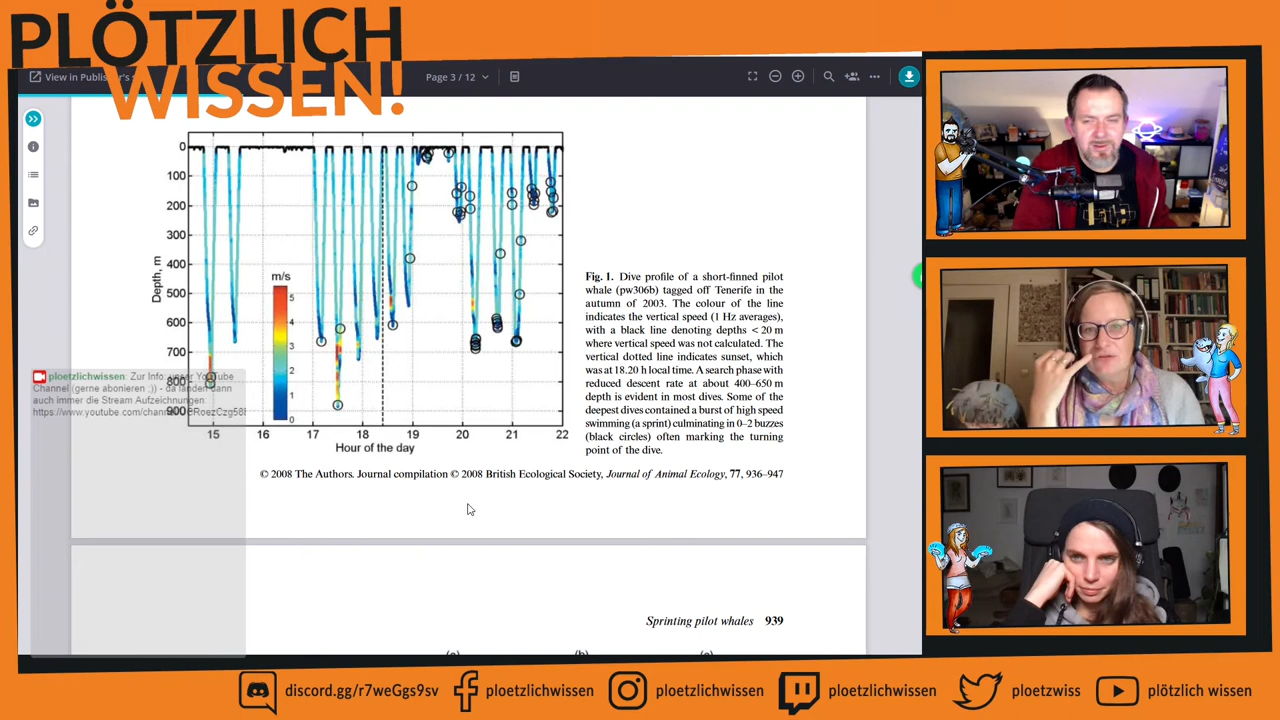 PLÖTZLICH
WISSEN!
View in Publisher's
Page 3 / 12
0
100
200
300
400
500
600
700
800
900
Depth, m
m/s
5
4
3
2
1
0
15 16 17 18 19 20 21 22
Hour of the day
Fig. 1. Dive profile of a short-finned pilot
whale (pw306b) tagged off Tenerife in the
autumn of 2003. The colour of the line
indicates the vertical speed (1 Hz averages),
with a black line denoting depths < 20 m
where vertical speed was not calculated. The
vertical dotted line indicates sunset, which
was at 18.20 h local time. A search phase with
reduced descent rate at about 400–650 m
depth is evident in most dives. Some of the
deepest dives contained a burst of high speed
swimming (a sprint) culminating in 0–2 buzzes
(black circles) often marking the turning
point of the dive.
ploetzlichwissen: Zur Info: unser YouTube
Channel (gerne abonieren ;)) - da landen dann
auch immer die Stream Aufzeichnungen:
© 2008 The Authors. Journal compilation © 2008 British Ecological Society, Journal of Animal Ecology, 77, 936–947
Sprinting pilot whales 939
(a) (b) (c)
discord.gg/r7weGgs9sv ploetzlichwissen ploetzlichwissen ploetzlichwissen ploetzwiss plötzlich wissen